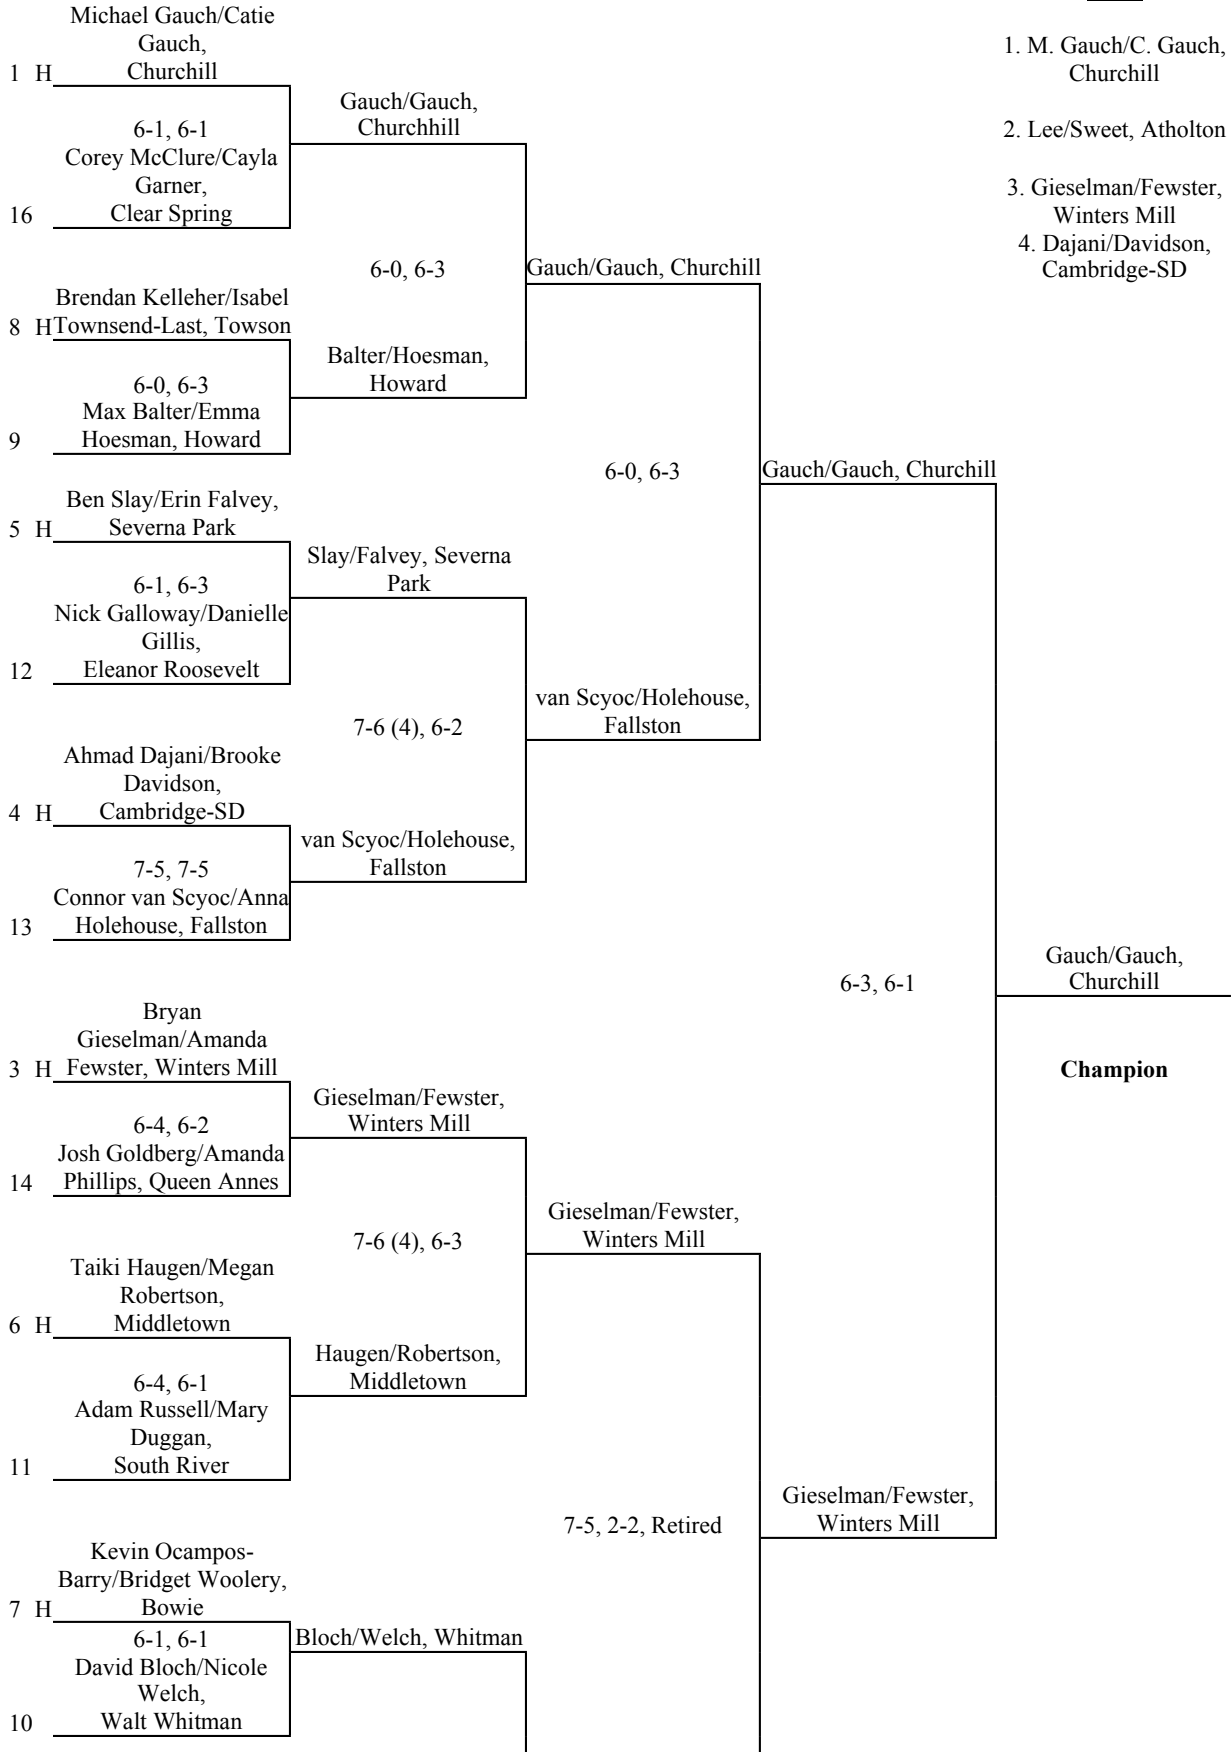 Michael Gauch/Catie
Gauch,
1 H Churchill
6-1, 6-1
Corey McClure/Cayla
Garner,
16 Clear Spring
Brendan Kelleher/Isabel
8 H Townsend-Last, Towson
6-0, 6-3
Max Balter/Emma
9 Hoesman, Howard
Ben Slay/Erin Falvey,
5 H Severna Park
6-1, 6-3
Nick Galloway/Danielle
Gillis,
12 Eleanor Roosevelt
Ahmad Dajani/Brooke
Davidson,
4 H Cambridge-SD
7-5, 7-5
Connor van Scyoc/Anna
13 Holehouse, Fallston
Bryan
Gieselman/Amanda
3 H Fewster, Winters Mill
6-4, 6-2
Josh Goldberg/Amanda
14 Phillips, Queen Annes
Taiki Haugen/Megan
Robertson,
6 H Middletown
6-4, 6-1
Adam Russell/Mary
Duggan,
11 South River
Kevin Ocampos-
Barry/Bridget Woolery,
7 H Bowie
6-1, 6-1
David Bloch/Nicole
Welch,
10 Walt Whitman
Gauch/Gauch,
Churchhill
6-0, 6-3
Balter/Hoesman,
Howard
Slay/Falvey, Severna
Park
7-6 (4), 6-2
van Scyoc/Holehouse,
Fallston
Gieselman/Fewster,
Winters Mill
7-6 (4), 6-3
Haugen/Robertson,
Middletown
Bloch/Welch, Whitman
Gauch/Gauch, Churchill
6-0, 6-3
van Scyoc/Holehouse,
Fallston
Gieselman/Fewster,
Winters Mill
7-5, 2-2, Retired
Gauch/Gauch, Churchill
6-3, 6-1
Gieselman/Fewster,
Winters Mill
1. M. Gauch/C. Gauch,
Churchill
2. Lee/Sweet, Atholton
3. Gieselman/Fewster,
Winters Mill
4. Dajani/Davidson,
Cambridge-SD
Gauch/Gauch,
Churchill
Champion